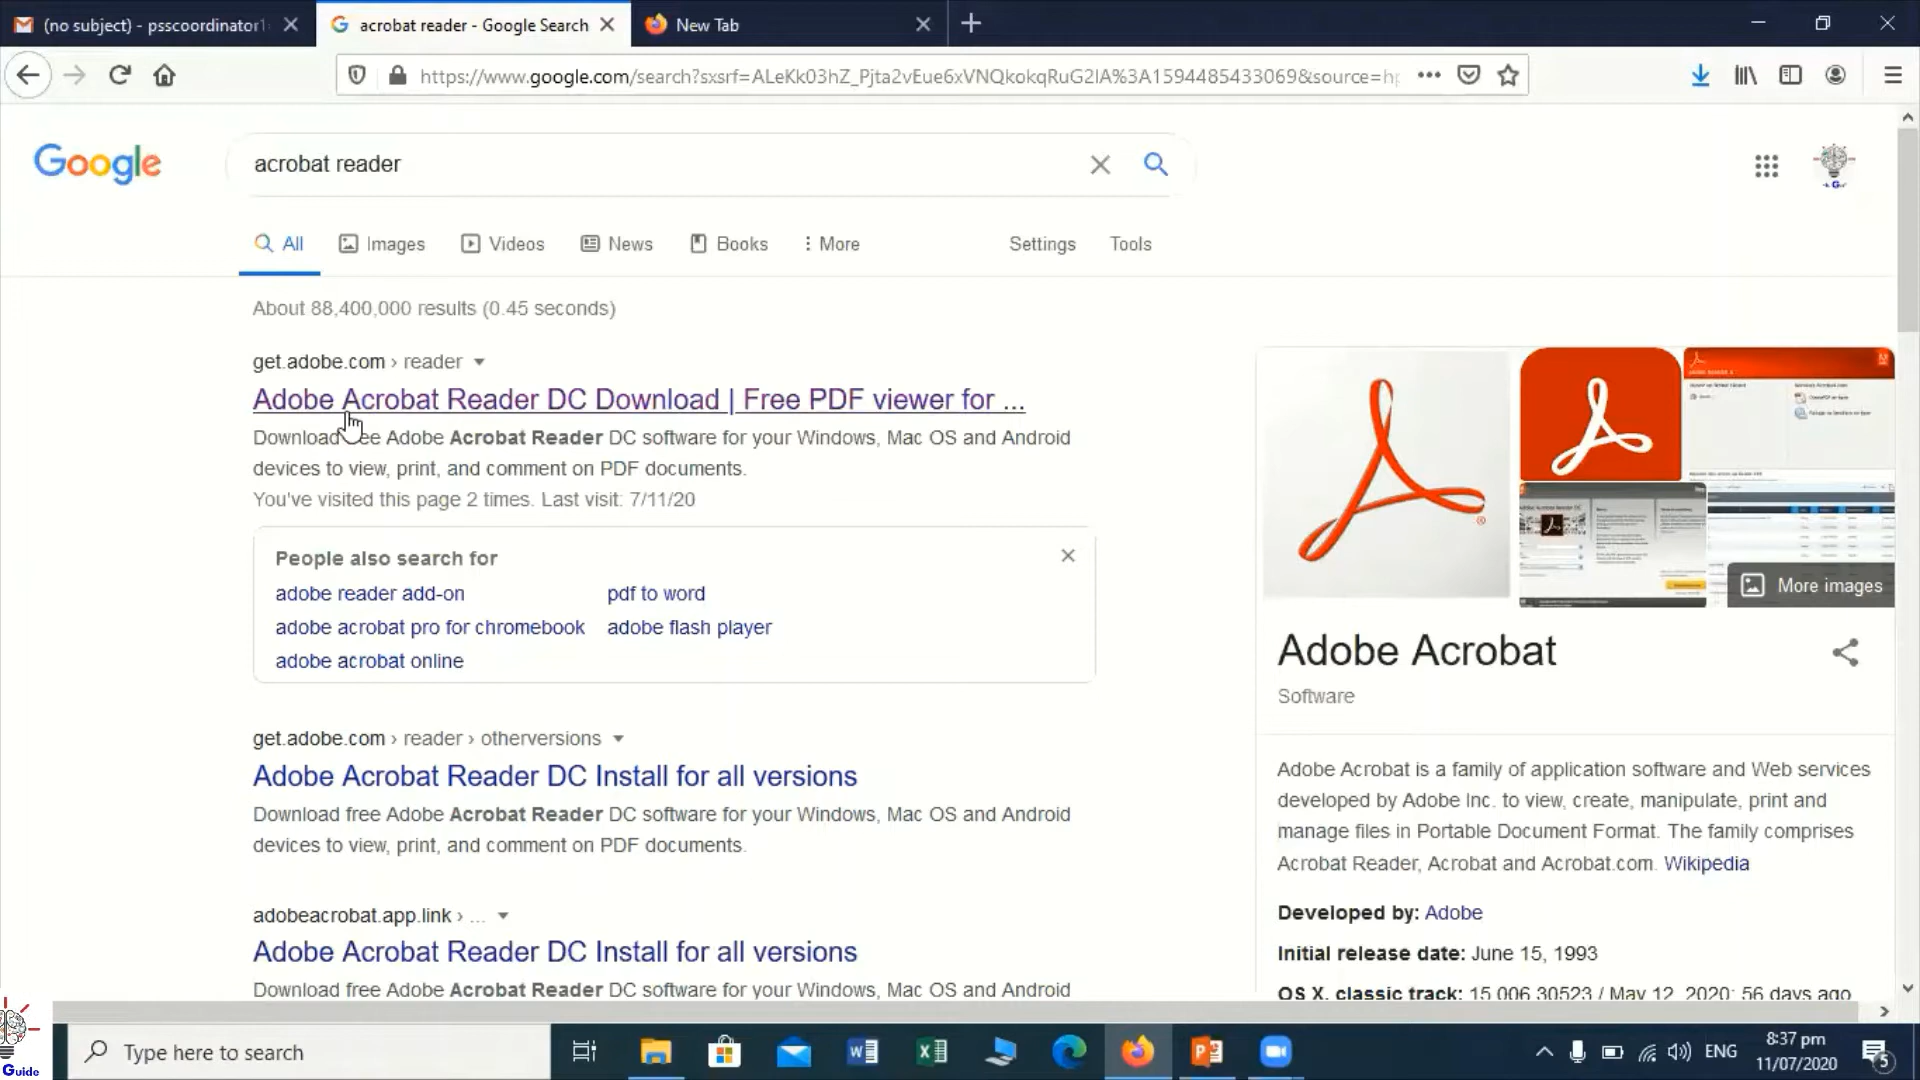 (no subject) - psscoordinator1
acrobat reader - Google Search
New Tab
https://www.google.com/search?sxsrf=ALeKk03hZ_Pjta2vEue6xVNQkokqRuG2lA%3A1594485433069&source=hp
Google
acrobat reader
All
Images
Videos
News
Books
More
Settings
Tools
About 88,400,000 results (0.45 seconds)
get.adobe.com › reader
Adobe Acrobat Reader DC Download | Free PDF viewer for ...
Download free Adobe Acrobat Reader DC software for your Windows, Mac OS and Android
devices to view, print, and comment on PDF documents.
You've visited this page 2 times. Last visit: 7/11/20
People also search for
adobe reader add-on
pdf to word
adobe acrobat pro for chromebook
adobe flash player
adobe acrobat online
get.adobe.com › reader › otherversions
Adobe Acrobat Reader DC Install for all versions
Download free Adobe Acrobat Reader DC software for your Windows, Mac OS and Android
devices to view, print, and comment on PDF documents.
adobeacrobat.app.link › ...
Adobe Acrobat Reader DC Install for all versions
Download free Adobe Acrobat Reader DC software for your Windows, Mac OS and Android
More images
Adobe Acrobat
Software
Adobe Acrobat is a family of application software and Web services
developed by Adobe Inc. to view, create, manipulate, print and
manage files in Portable Document Format. The family comprises
Acrobat Reader, Acrobat and Acrobat.com. Wikipedia
Developed by: Adobe
Initial release date: June 15, 1993
OS X, classic track: 15.006.30523 / May 12, 2020; 56 days ago
Guide
Type here to search
ENG
8:37 pm
11/07/2020
5